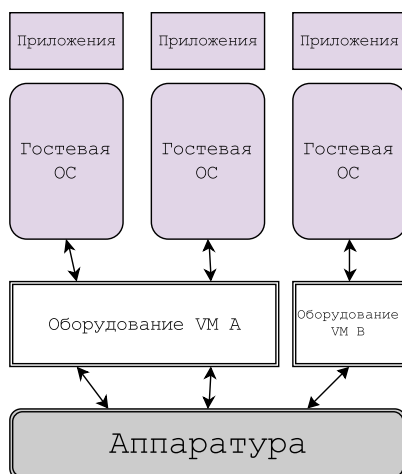 Приложения Приложения Приложения
Гостевая Гостевая Гостевая
ОС ОС ОС
Оборудование VM A
Оборудование
VM B
Аппаратура